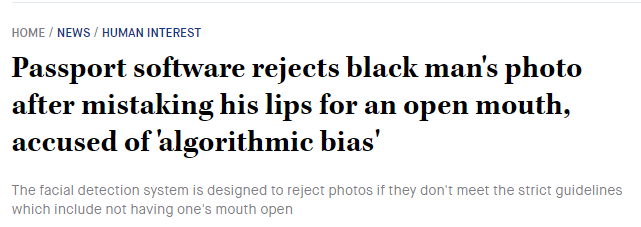 HOME / NEWS / HUMAN INTEREST
Passport software rejects black man's photo
after mistaking his lips for an open mouth,
accused of 'algorithmic bias'
The facial detection system is designed to reject photos if they don't meet the strict guidelines
which include not having one's mouth open